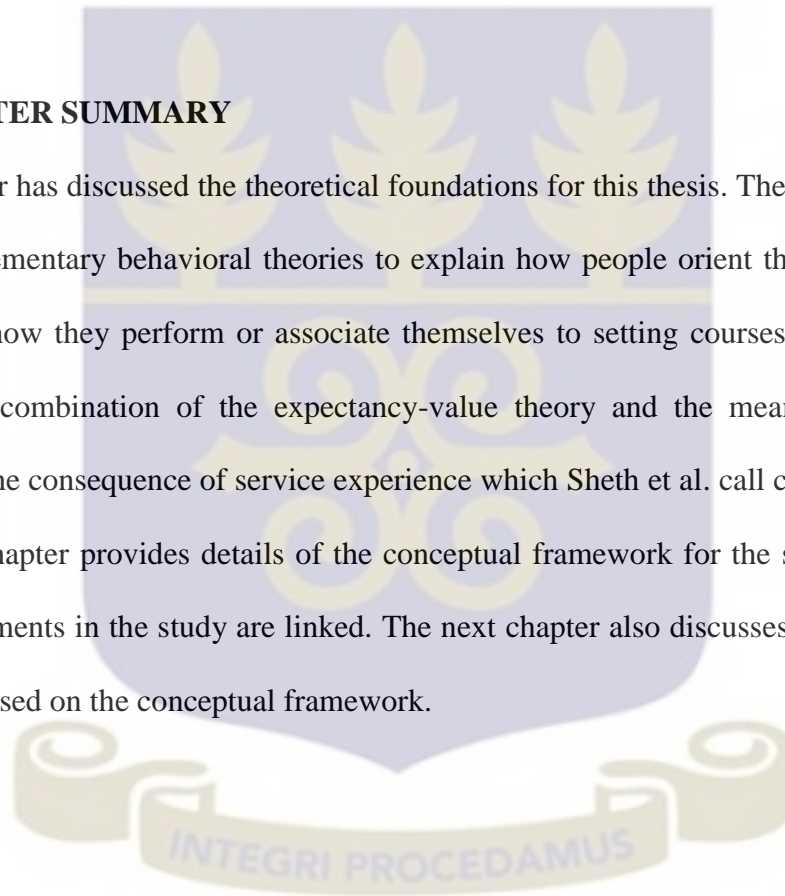 TER SUMMARY
r has discussed the theoretical foundations for this thesis. The
ementary behavioral theories to explain how people orient th
now they perform or associate themselves to setting courses
combination of the expectancy-value theory and the mea
ne consequence of service experience which Sheth et al. call c
hapter provides details of the conceptual framework for the s
ments in the study are linked. The next chapter also discusses
sed on the conceptual framework.
INTEGRI PROCEDAMUS